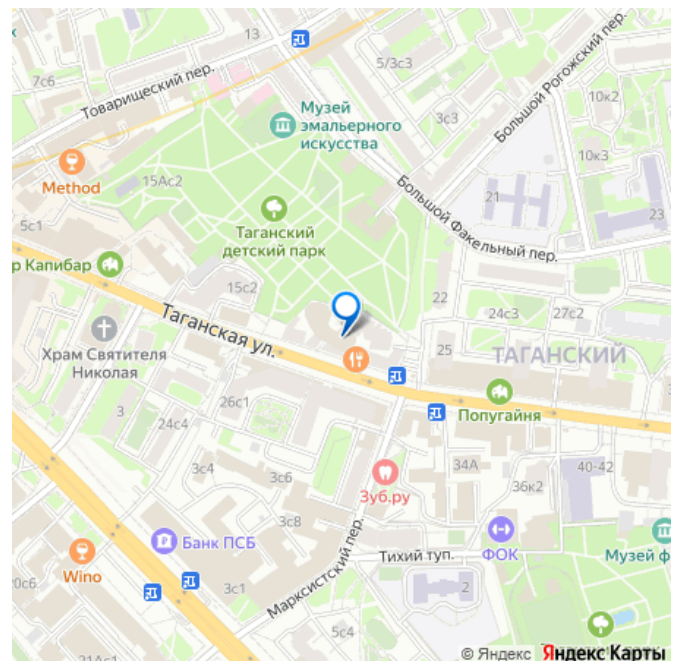 13
5/3с3
Большой Рогожский пер.
7с6
Товарищеский пер.
10к2
Музей
эмальерного
искусства
3с3
10к3
Method
15Ас2
21
23
5с1
Таганский
детский парк
Большой Факельный пер.
р Капибар
15с2
22
24с3
27с2
Таганская ул.
Храм Святителя
Николая
25
ТАГАНСКИЙ
26с1
Попугайня
3
24с4
34А
40-42
3с4
3с6
Зуб.ру
36к2
3с8
Банк ПСБ
ФОК
Музей ф
Тихий туп.
Wino
20с6
3с1
Марксистский пер.
2
5с4
21Ас1
© Яндекс Яндекс Карты